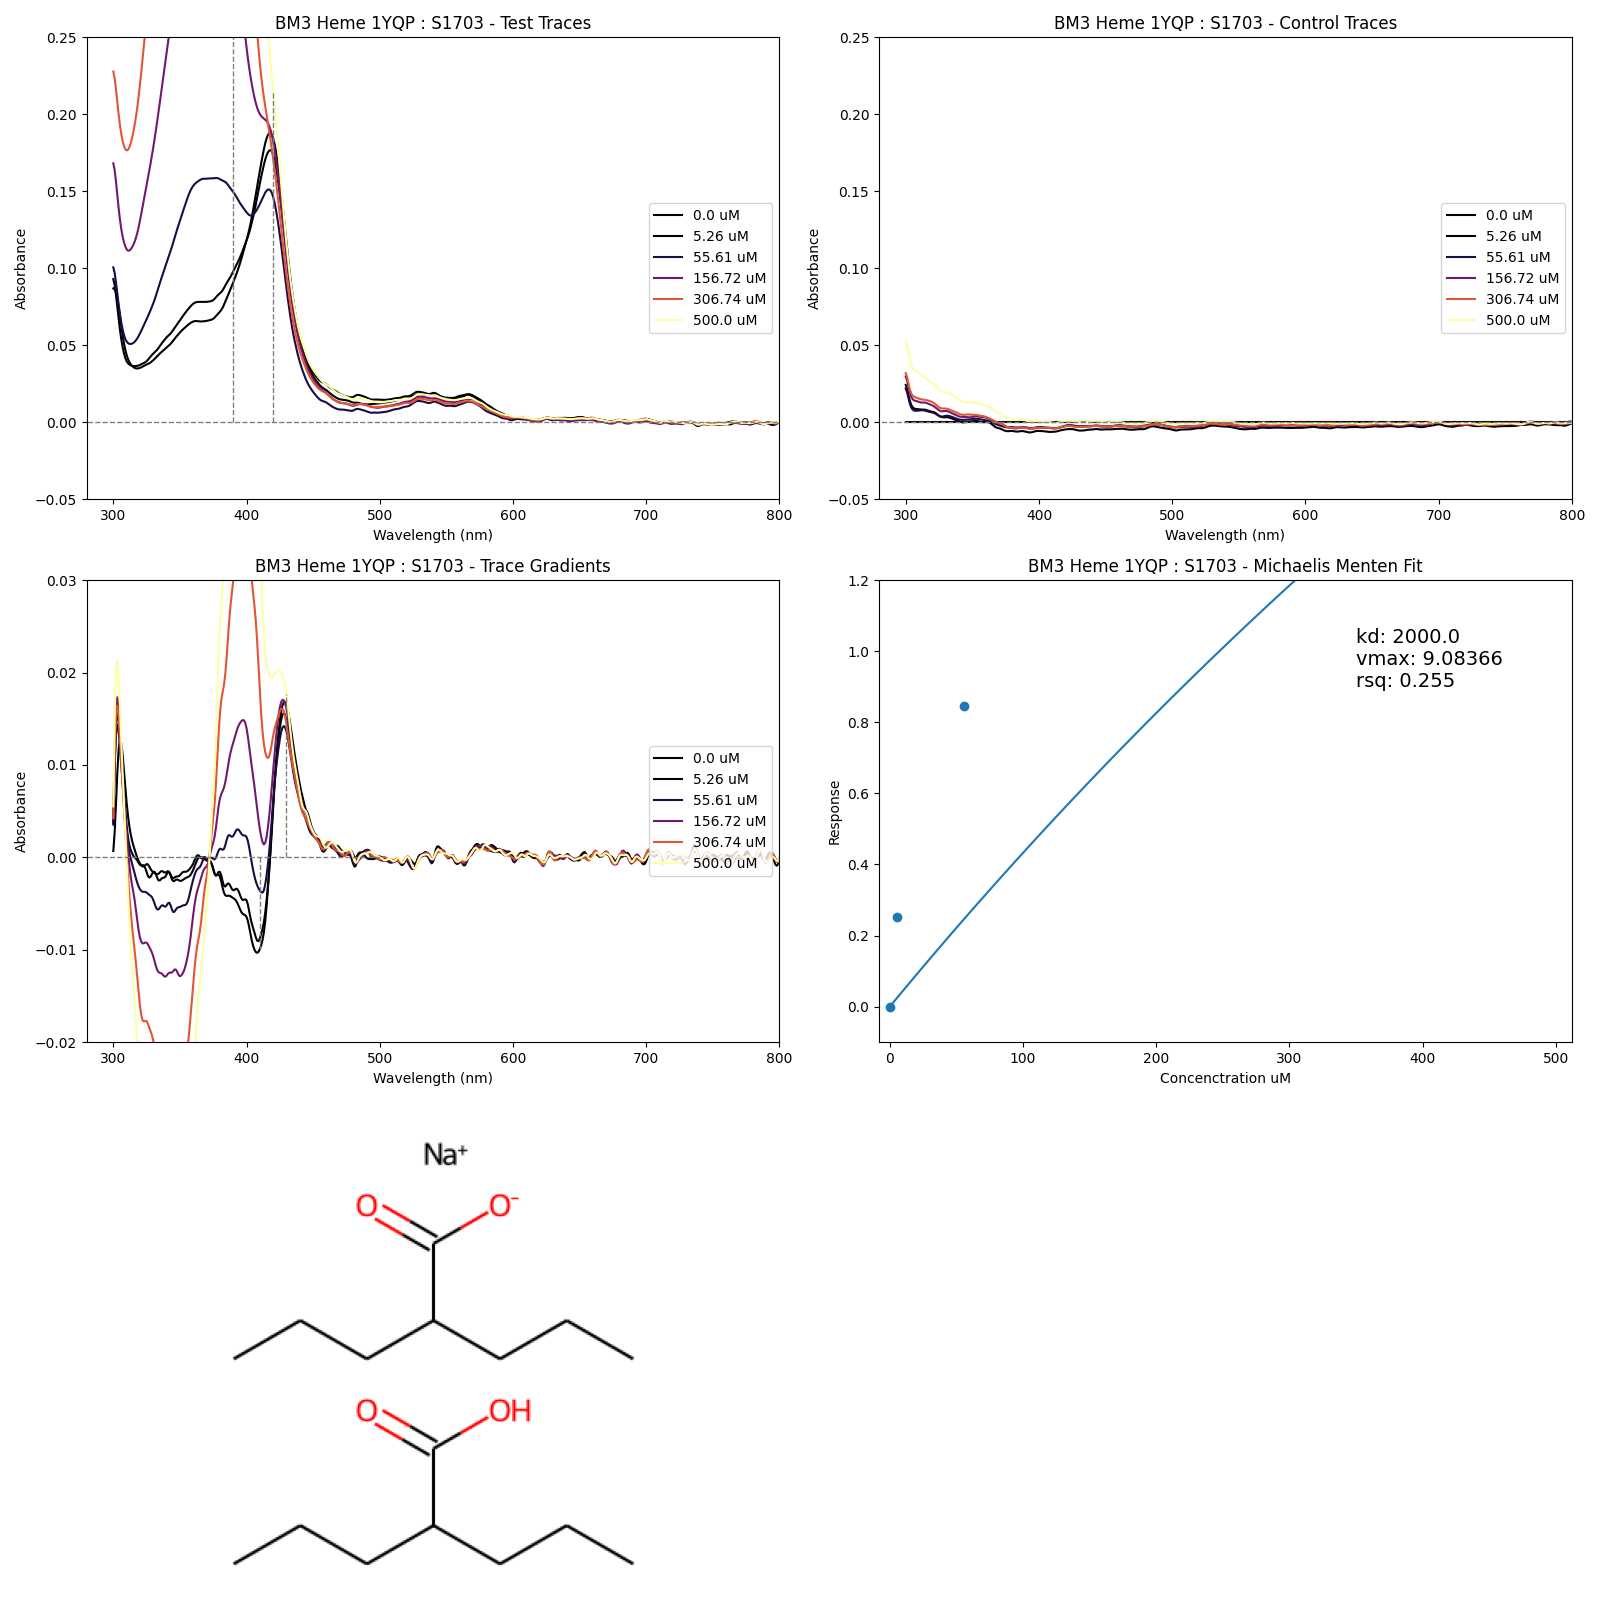 BM3 Heme 1YQP : S1703 - Test Traces
0.25
0.20
0.15
0.10
0.05
0.00
−0.05
Absorbance
300 400 500 600 700 800
Wavelength (nm)
0.0 uM
5.26 uM
55.61 uM
156.72 uM
306.74 uM
500.0 uM
BM3 Heme 1YQP : S1703 - Control Traces
0.25
0.20
0.15
0.10
0.05
0.00
−0.05
Absorbance
300 400 500 600 700 800
Wavelength (nm)
0.0 uM
5.26 uM
55.61 uM
156.72 uM
306.74 uM
500.0 uM
BM3 Heme 1YQP : S1703 - Trace Gradients
0.03
0.02
0.01
0.00
−0.01
−0.02
Absorbance
300 400 500 600 700 800
Wavelength (nm)
0.0 uM
5.26 uM
55.61 uM
156.72 uM
306.74 uM
500.0 uM
BM3 Heme 1YQP : S1703 - Michaelis Menten Fit
1.2
1.0
0.8
0.6
0.4
0.2
0.0
Response
0 100 200 300 400 500
Concenctration uM
kd: 2000.0
vmax: 9.08366
rsq: 0.255
Na+
O O-
O OH